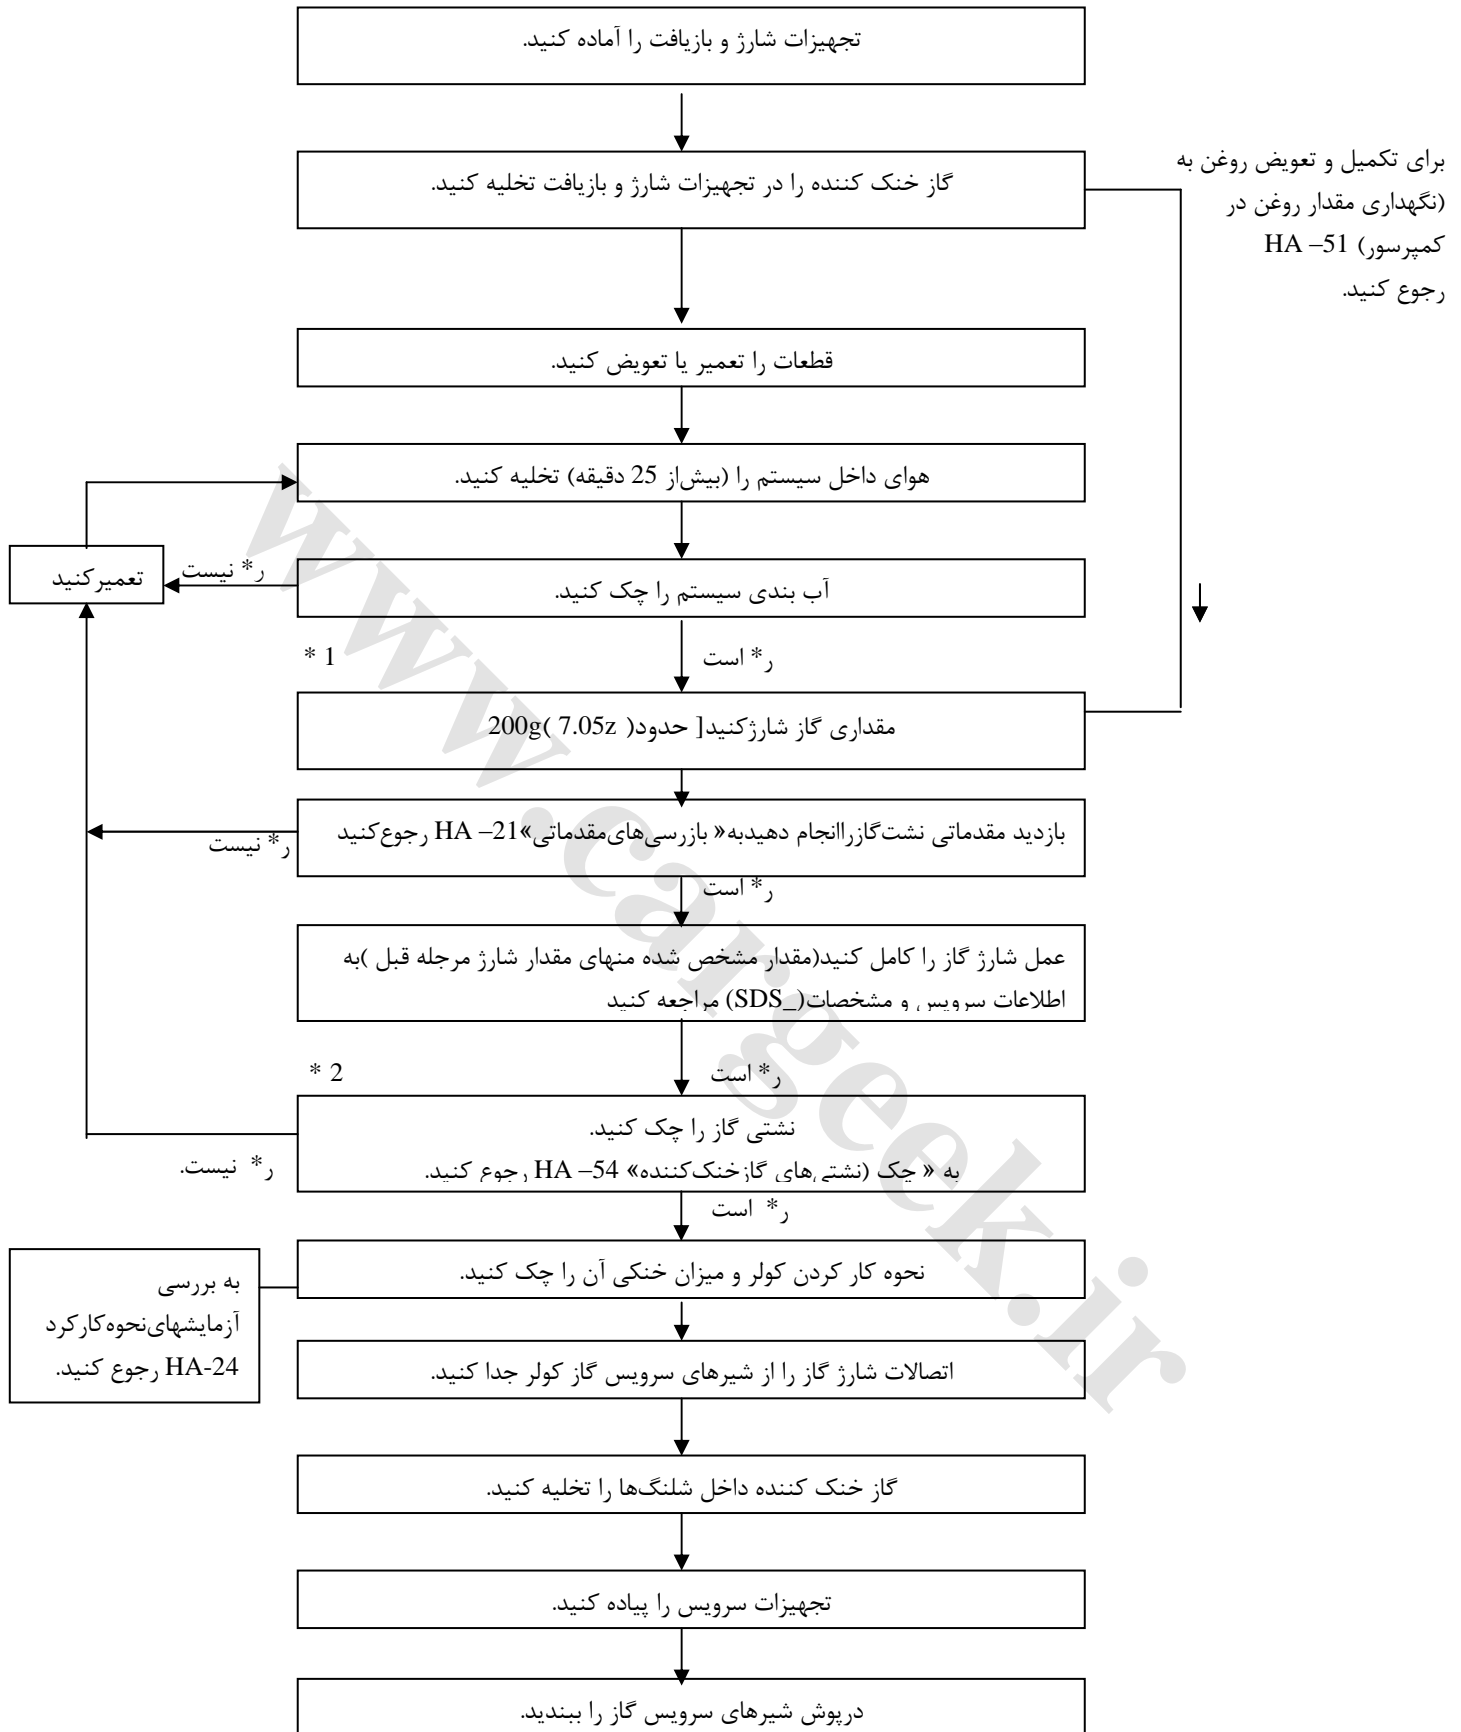 تجهیزات شارژ و بازیافت را آماده کنید.
گاز خنک کننده را در تجهیزات شارژ و بازیافت تخلیه کنید.
برای تکمیل و تعویض روغن به
(نگهداری مقدار روغن در
کمپرسور) HA –51
رجوع کنید.
قطعات را تعمیر یا تعویض کنید.
هوای داخل سیستم را (بیش‌از 25 دقیقه) تخلیه کنید.
تعمیرکنید
ر* نیست
آب بندی سیستم را چک کنید.
* 1
ر* است
مقداری گاز شارژکنید[ حدود( 7.05z )200g
بازدید مقدماتی نشت‌گازراانجام دهیدبه« بازرسی‌های‌مقدماتی»HA –21 رجوع‌کنید
ر* نیست
ر* است
عمل شارژ گاز را کامل کنید(مقدار مشخص شده منهای مقدار شارژ مرجله قبل )به
اطلاعات سرویس و مشخصات(_SDS) مراجعه کنید
* 2
ر* است
نشتی گاز را چک کنید.
به « چک (نشتی‌های گازخنک‌کننده» HA –54 رجوع کنید.
ر* نیست.
ر* است
نحوه کار کردن کولر و میزان خنکی آن را چک کنید.
به بررسی
آزمایشهای‌نحوه‌کارکرد
HA-24 رجوع کنید.
اتصالات شارژ گاز را از شیرهای سرویس گاز کولر جدا کنید.
گاز خنک کننده داخل شلنگ‌ها را تخلیه کنید.
تجهیزات سرویس را پیاده کنید.
درپوش شیرهای سرویس گاز را ببندید.
www.cargeek.ir